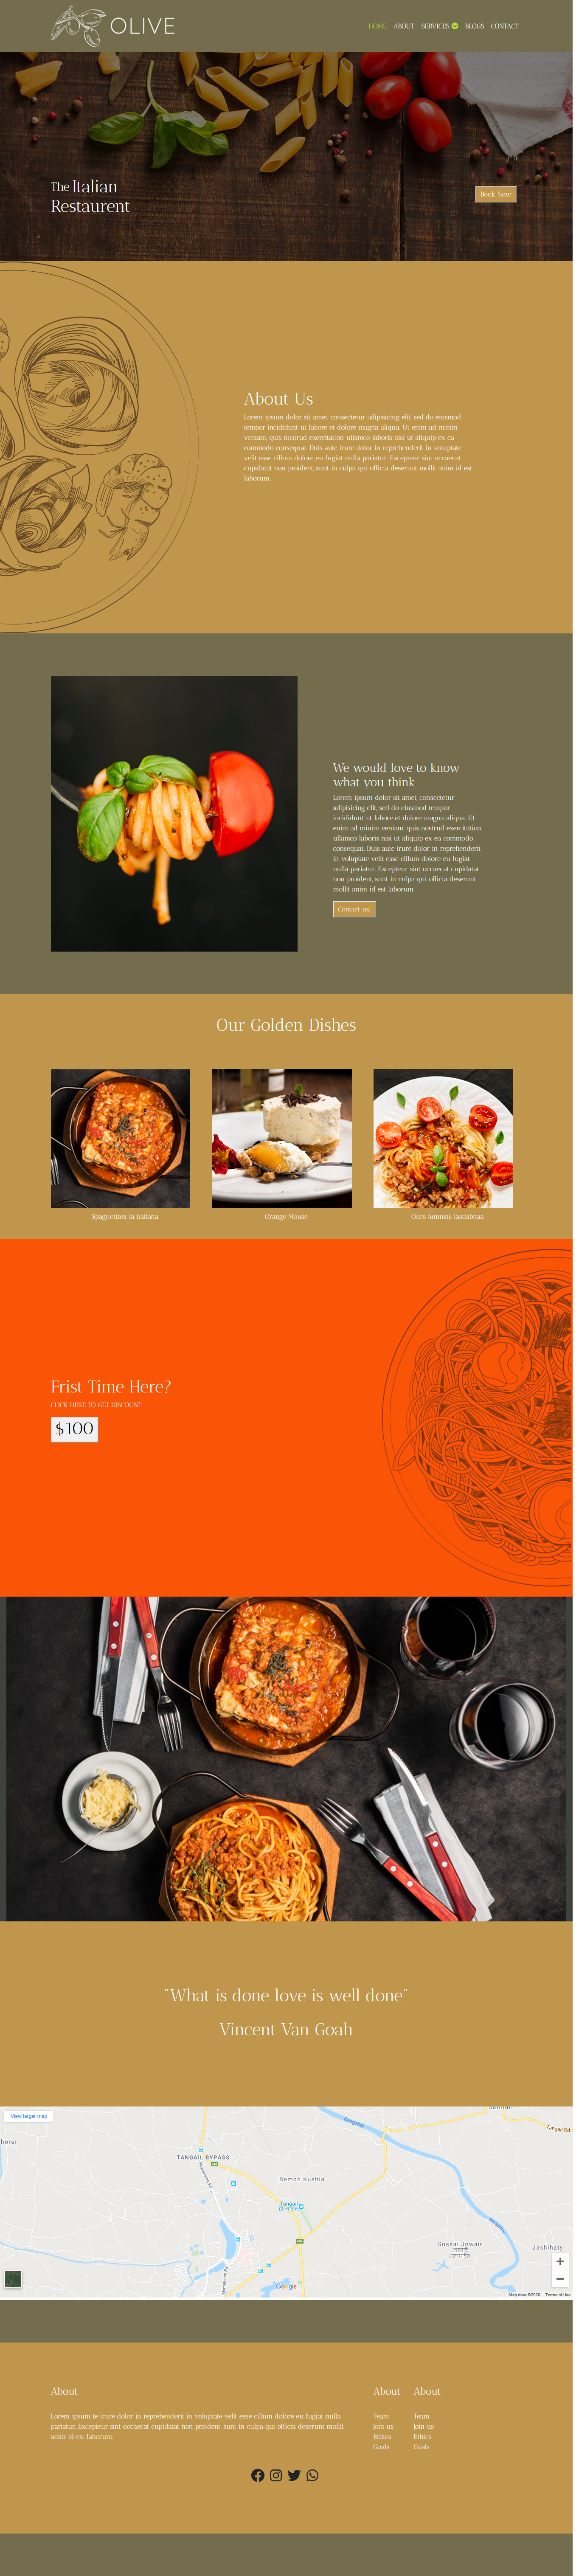 OLIVE
HOME ABOUT SERVICES BLOGS CONTACT
The Italian
Restaurent
Book Now
About Us
Lorem ipsum dolor sit amet, consectetur adipisicing elit, sed do eiusmod
tempor incididunt ut labore et dolore magna aliqua. Ut enim ad minim
veniam, quis nostrud exercitation ullamco laboris nisi ut aliquip ex ea
commodo consequat. Duis aute irure dolor in reprehenderit in voluptate
velit esse cillum dolore eu fugiat nulla pariatur. Excepteur sint occaecat
cupidatat non proident, sunt in culpa qui officia deserunt mollit anim id est
laborum.
We would love to know
what you think
Lorem ipsum dolor sit amet, consectetur
adipisicing elit, sed do eiusmod tempor
incididunt ut labore et dolore magna aliqua. Ut
enim ad minim veniam, quis nostrud exercitation
ullamco laboris nisi ut aliquip ex ea commodo
consequat. Duis aute irure dolor in reprehenderit
in voluptate velit esse cillum dolore eu fugiat
nulla pariatur. Excepteur sint occaecat cupidatat
non proident, sunt in culpa qui officia deserunt
mollit anim id est laborum.
Contact us!
Our Golden Dishes
Orange Mouse
Frist Time Here?
CLICK HERE TO GET DISCOUNT
$100
"What is done love is well done"
Vincent Van Goah
View larger map
Tangail Rd
horer
TANGAIL BYPASS
Bamon Kushia
Tangail
Gossai Jowair
Jashihaty
Google
Map data ©2020 Terms of Use
About About About
Lorem ipsum te irure dolor in reprehenderit in voluptate velit esse cillum dolore eu fugiat nulla
pariatur. Excepteur sint occaecat cupidatat non proident, sunt in culpa qui officia deserunt mollit
anim id est laborum.
Team Team
Join us Join us
Ethics Ethics
Goals Goals